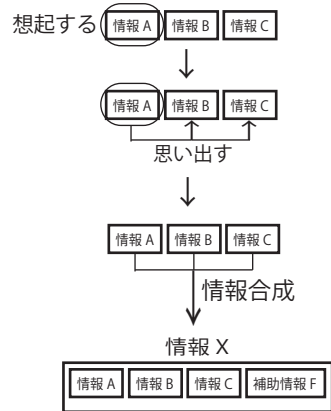 想起する 情報 A 情報 B 情報 C
情報 A 情報 B 情報 C
思い出す
情報 A 情報 B 情報 C
情報合成
情報 X
情報 A 情報 B 情報 C 補助情報 F